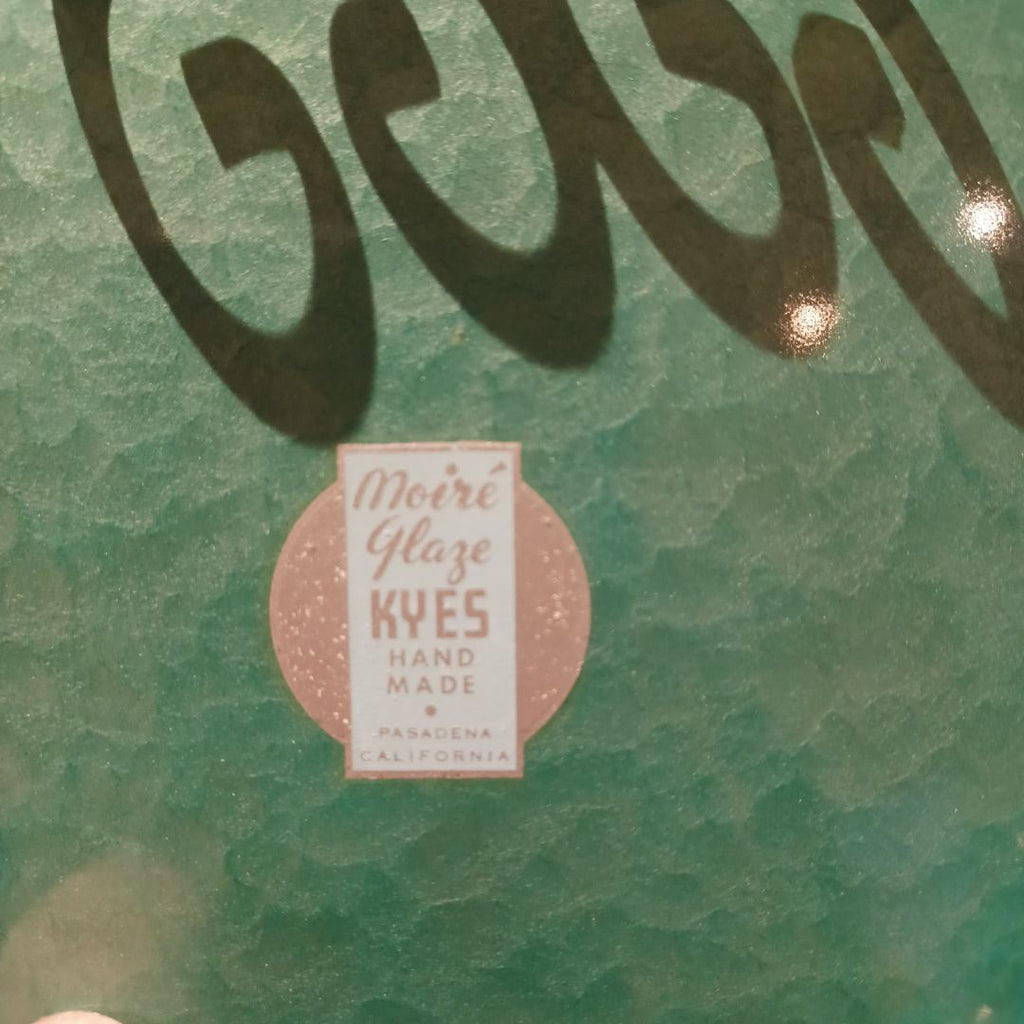 Moiré
Glaze
KYES
HAND
MADE
PASADENA
CALIFORNIA